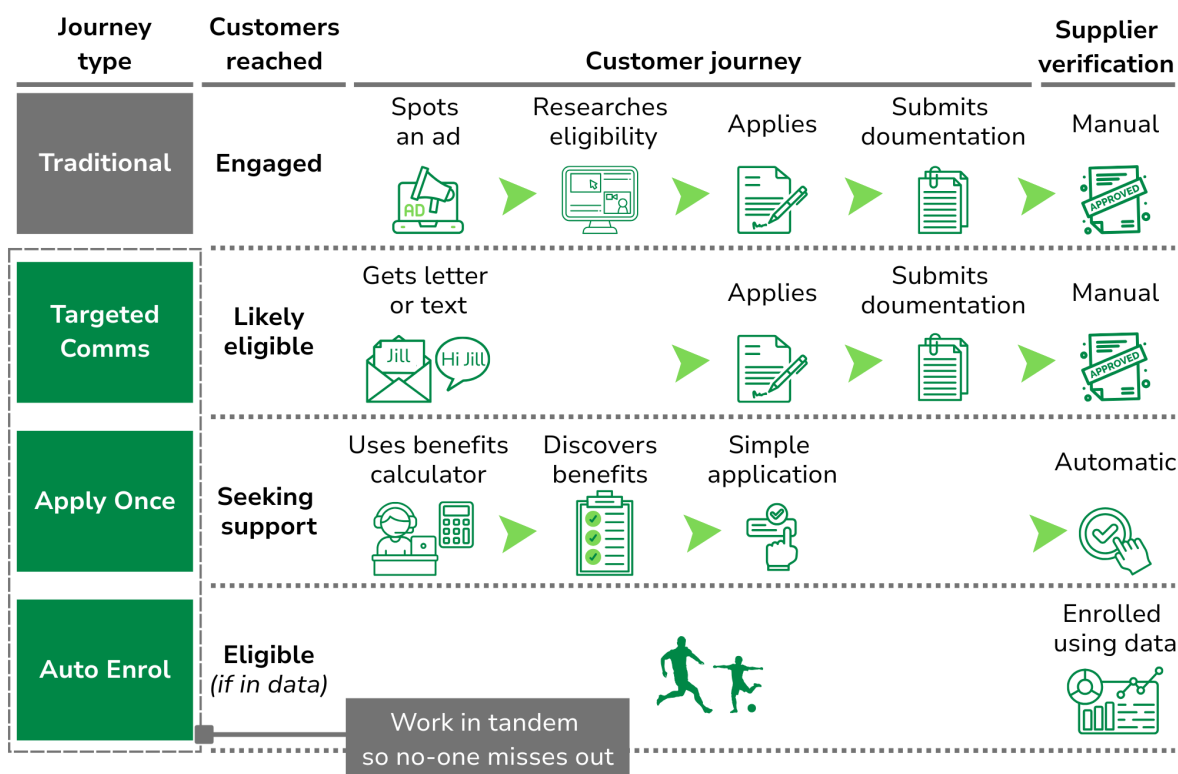 Journey
type
Customers
reached
Customer journey
Supplier
verification
Traditional
Engaged
Spots
an ad
AD
Researches
eligibility
Applies
Submits
doumentation
Manual
APPROVED
Targeted
Comms
Likely
eligible
Gets letter
or text
Jill
Hi Jill
Applies
Submits
doumentation
Manual
APPROVED
Apply Once
Seeking
support
Uses benefits
calculator
Discovers
benefits
Simple
application
Automatic
Auto Enrol
Eligible
(if in data)
Enrolled
using data
Work in tandem
so no-one misses out